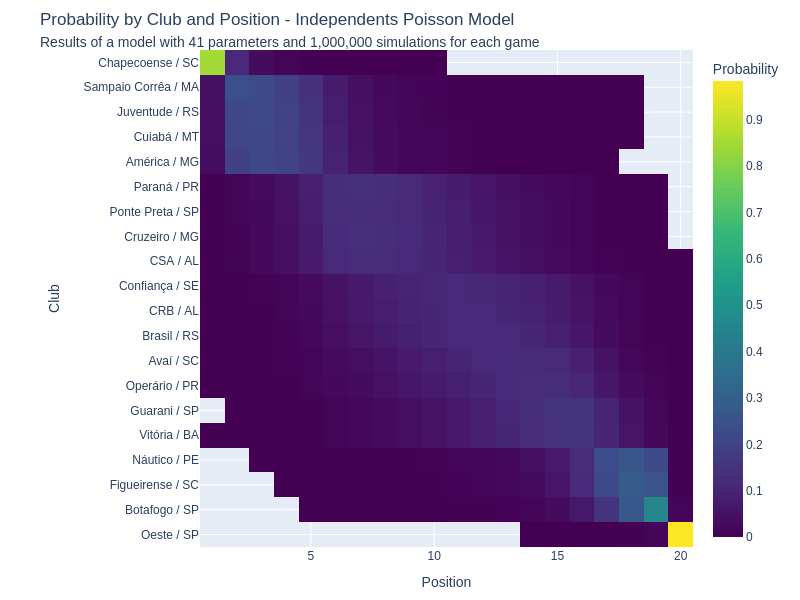 Probability by Club and Position - Independents Poisson Model
Results of a model with 41 parameters and 1,000,000 simulations for each game
Probability
Club
Chapecoense / SC
Sampaio Corrêa / MA
Juventude / RS
Cuiabá / MT
América / MG
Paraná / PR
Ponte Preta / SP
Cruzeiro / MG
CSA / AL
Confiança / SE
CRB / AL
Brasil / RS
Avaí / SC
Operário / PR
Guarani / SP
Vitória / BA
Náutico / PE
Figueirense / SC
Botafogo / SP
Oeste / SP
5 10 15 20
Position
0.9
0.8
0.7
0.6
0.5
0.4
0.3
0.2
0.1
0